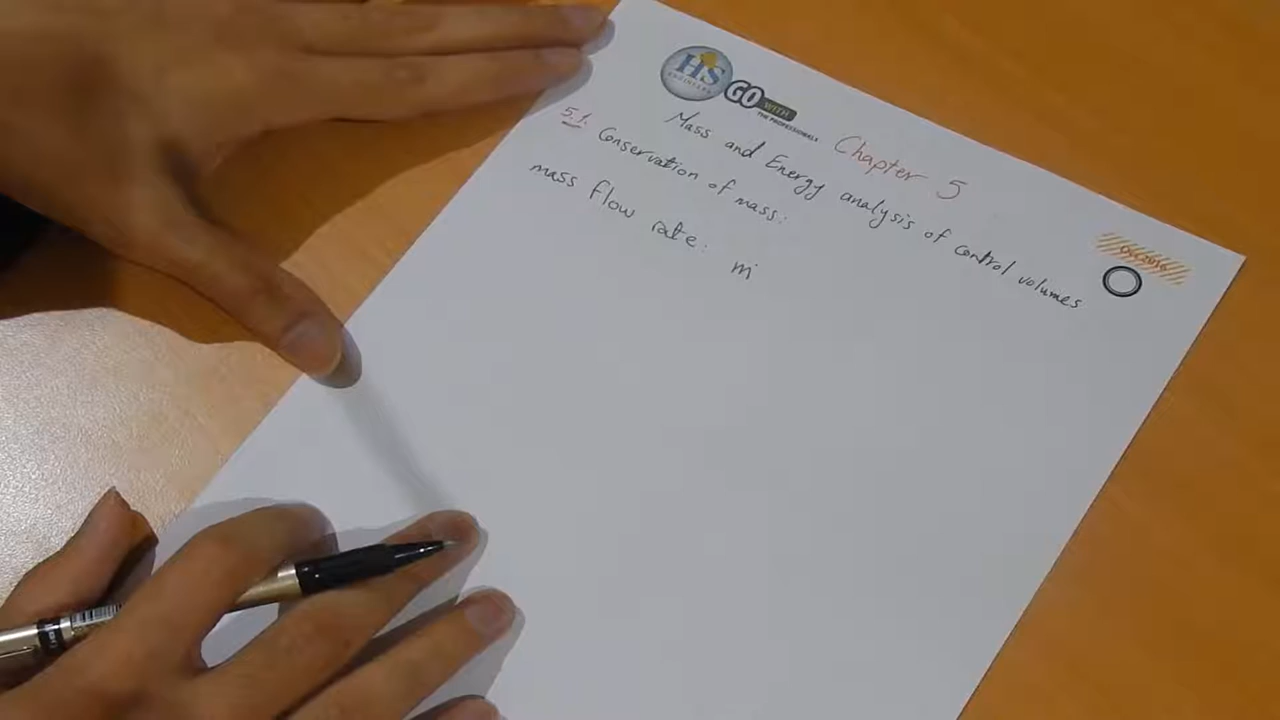 HS
ENGINEERS
GO WITH
THE PROFESSIONALS
Chapter 5
Mass and Energy analysis of control volumes
5.1. Conservation of mass:
mass flow rate: ṁ